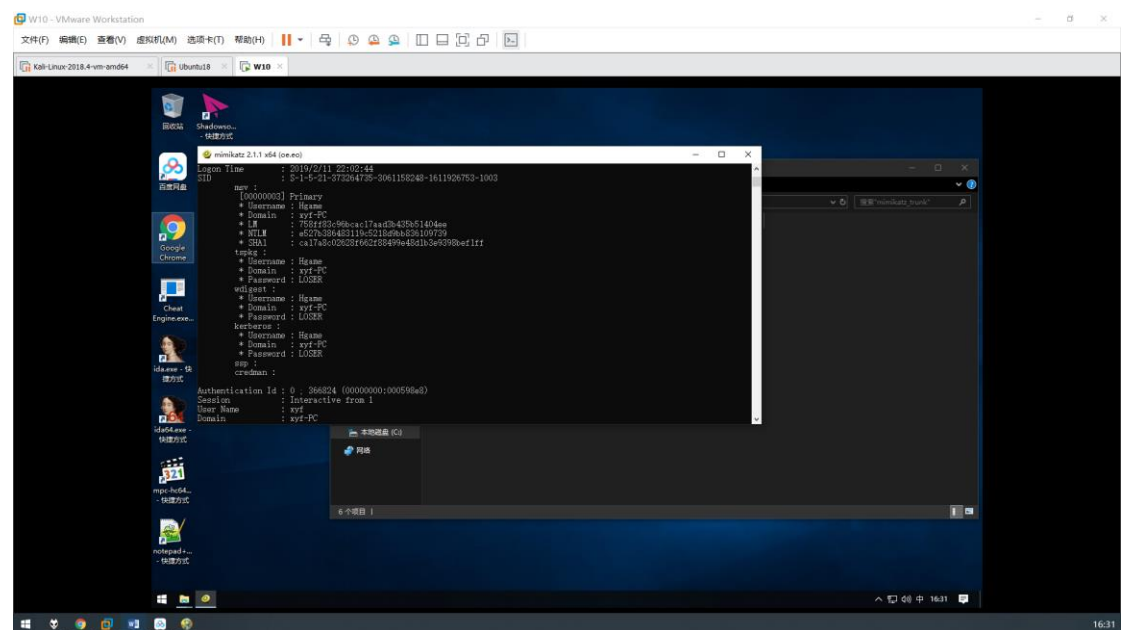 W10 - VMware Workstation
文件(F) 编辑(E) 查看(V) 虚拟机(M) 选项卡(T) 帮助(H)
Kali-Linux-2018.4-vm-amd64 Ubuntu18 W10
回收站
Shadowso... - 快捷方式
百度网盘
Google Chrome
Cheat Engine.exe...
ida.exe - 快捷方式
ida64.exe - 快捷方式
mpc-hc64... - 快捷方式
notepad+... - 快捷方式
mimikatz 2.1.1 x64 (oe.eo)
Logon Time : 2019/2/11 22:02:44
SID : S-1-5-21-373264735-3061158248-1611926753-1003
msv :
[00000003] Primary
* Username : Hgame
* Domain : xyf-PC
* LM : 758ff83c96bcac17aad3b435b51404ee
* NTLM : e527b386483119c5218d9bb836109739
* SHA1 : ca17a8c02628f662f88499e48d1b3e9398bef1ff
tspkg :
* Username : Hgame
* Domain : xyf-PC
* Password : LOSER
wdigest :
* Username : Hgame
* Domain : xyf-PC
* Password : LOSER
kerberos :
* Username : Hgame
* Domain : xyf-PC
* Password : LOSER
ssp :
credman :
Authentication Id : 0 ; 366824 (00000000:000598e8)
Session : Interactive from 1
User Name : xyf
Domain : xyf-PC
搜索"mimikatz_trunk"
本地磁盘 (C:)
网络
6 个项目
中 16:31
16:31